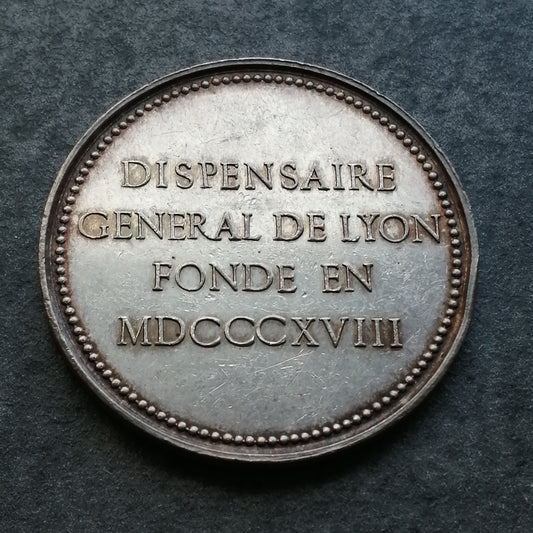 DISPENSAIRE
GENERAL DE LYON
FONDE EN
MDCCCXVIII